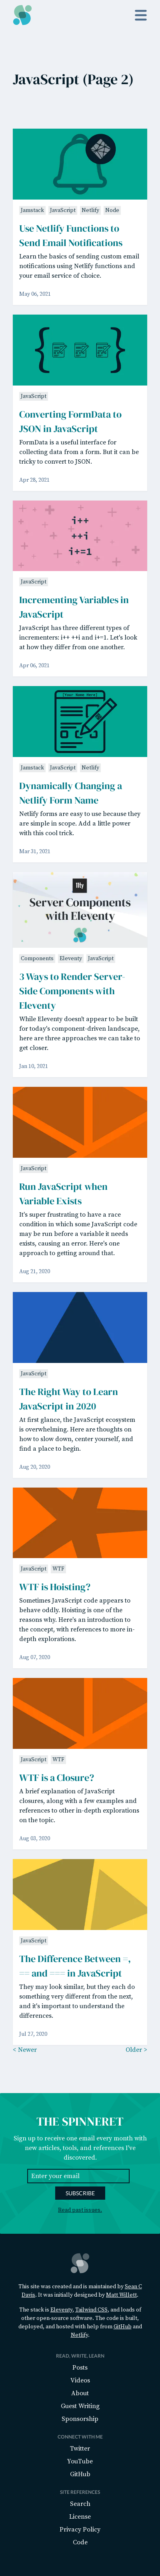 JavaScript (Page 2)
Jamstack JavaScript Netlify Node
Use Netlify Functions to
Send Email Notifications
Learn the basics of sending custom email
notifications using Netlify functions and
your email service of choice.
May 06, 2021
JavaScript
Converting FormData to
JSON in JavaScript
FormData is a useful interface for
collecting data from a form. But it can be
tricky to convert to JSON.
Apr 28, 2021
i++
++i
i+=1
JavaScript
Incrementing Variables in
JavaScript
JavaScript has three different types of
incrementers: i++ ++i and i+=1. Let's look
at how they differ from one other.
Apr 06, 2021
Jamstack JavaScript Netlify
Dynamically Changing a
Netlify Form Name
Netlify forms are easy to use because they
are simple in scope. Add a little power
with this cool trick.
Mar 31, 2021
11ty
Server Components
with Eleventy
Components Eleventy JavaScript
3 Ways to Render Server-
Side Components with
Eleventy
While Eleventy doesn't appear to be built
for today's component-driven landscape,
here are three approaches we can take to
get closer.
Jan 10, 2021
JavaScript
Run JavaScript when
Variable Exists
It's super frustrating to have a race
condition in which some JavaScript code
may be run before a variable it needs
exists, causing an error. Here's one
approach to getting around that.
Aug 21, 2020
JavaScript
The Right Way to Learn
JavaScript in 2020
At first glance, the JavaScript ecosystem
is overwhelming. Here are thoughts on
how to slow down, center yourself, and
find a place to begin.
Aug 20, 2020
JavaScript WTF
WTF is Hoisting?
Sometimes JavaScript code appears to
behave oddly. Hoisting is one of the
reasons why. Here's an introduction to
the concept, with references to more in-
depth explorations.
Aug 07, 2020
JavaScript WTF
WTF is a Closure?
A brief explanation of JavaScript
closures, along with a few examples and
references to other in-depth explorations
on the topic.
Aug 03, 2020
JavaScript
The Difference Between =,
== and === in JavaScript
They may look similar, but they each do
something very different from the next,
and it's important to understand the
differences.
Jul 27, 2020
< Newer Older >
THE SPINNERET
Sign up to receive one email every month with
new articles, tools, and references I've
discovered.
Enter your email
SUBSCRIBE
Read past issues.
This site was created and is maintained by Sean C
Davis. It was initially designed by Matt Willett.
The stack is Eleventy, Tailwind CSS, and loads of
other open source software. The code is built,
deployed, and hosted with help from GitHub and
Netlify.
READ, WRITE, LEARN
Posts
Videos
About
Guest Writing
Sponsorship
CONNECT WITH ME
Twitter
YouTube
GitHub
SITE REFERENCES
Search
License
Privacy Policy
Code